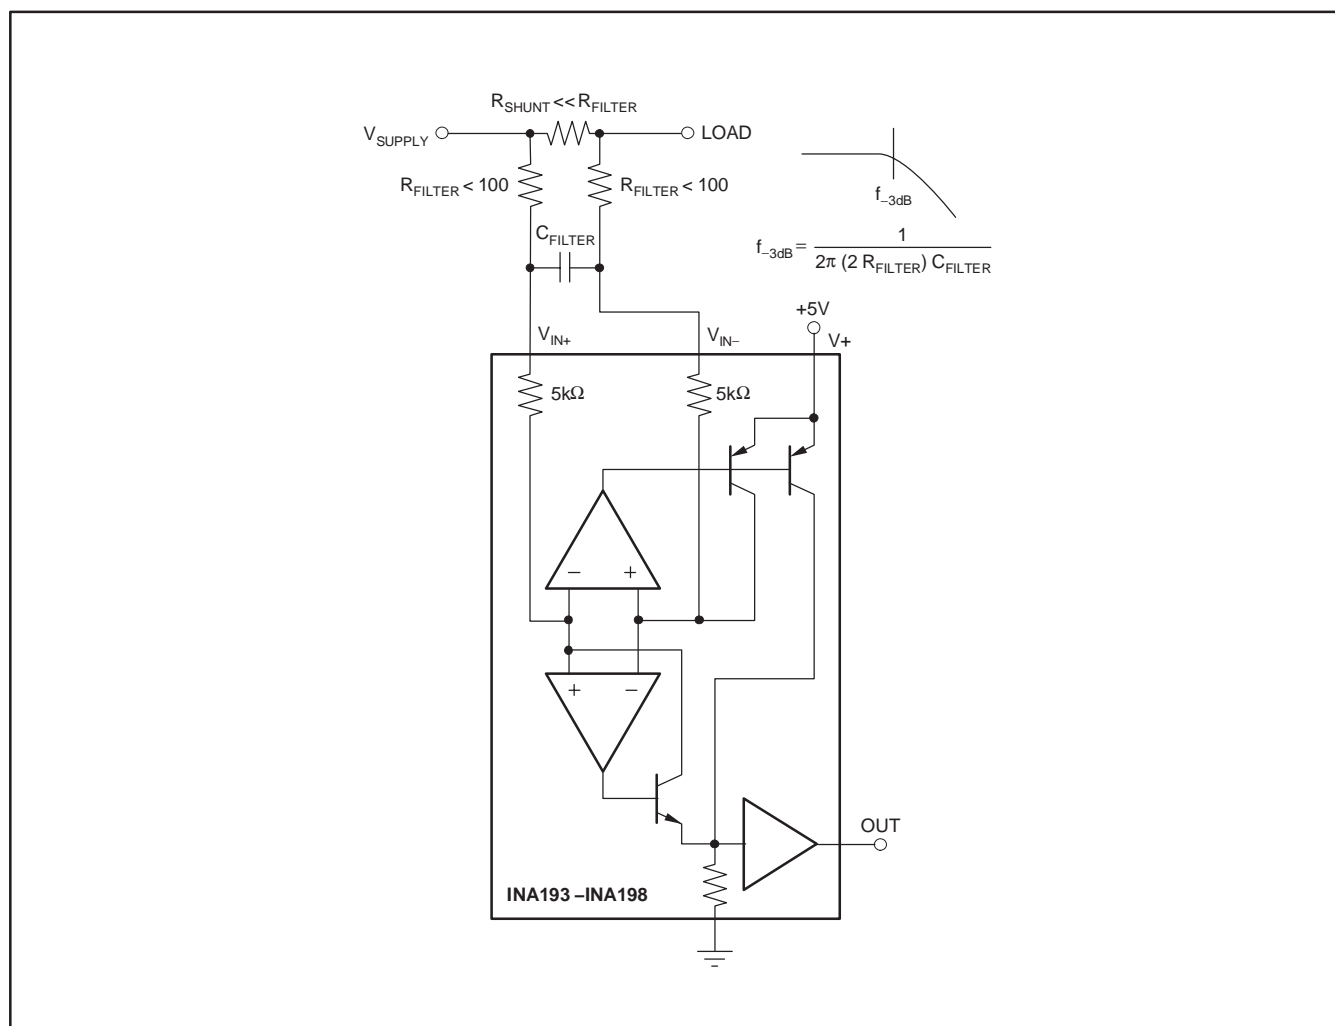 R_SHUNT << R_FILTER
V_SUPPLY
LOAD
R_FILTER < 100
R_FILTER < 100
f_−3dB
C_FILTER
f_−3dB = 1 / 2π (2 R_FILTER) C_FILTER
+5V
V_IN+
V_IN−
V+
5kΩ
5kΩ
− +
+ −
OUT
INA193 –INA198